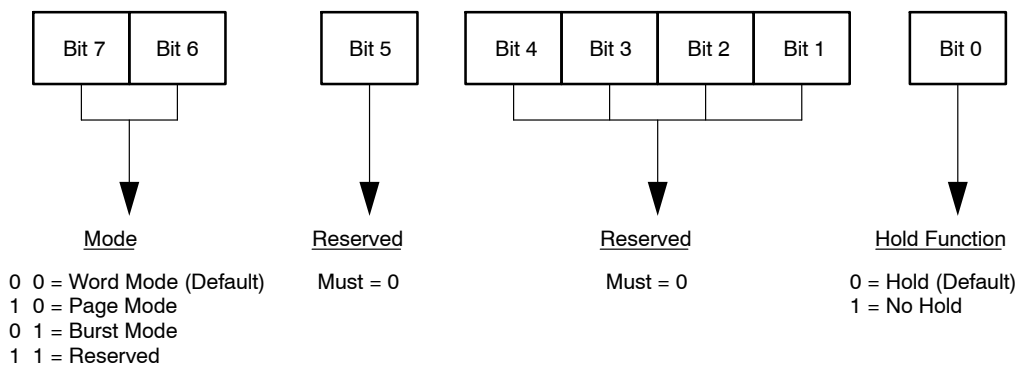 Bit 7 Bit 6 Bit 5 Bit 4 Bit 3 Bit 2 Bit 1 Bit 0
Mode Reserved Reserved Hold Function
0 0 = Word Mode (Default) Must = 0 Must = 0 0 = Hold (Default)
1 0 = Page Mode 1 = No Hold
0 1 = Burst Mode
1 1 = Reserved